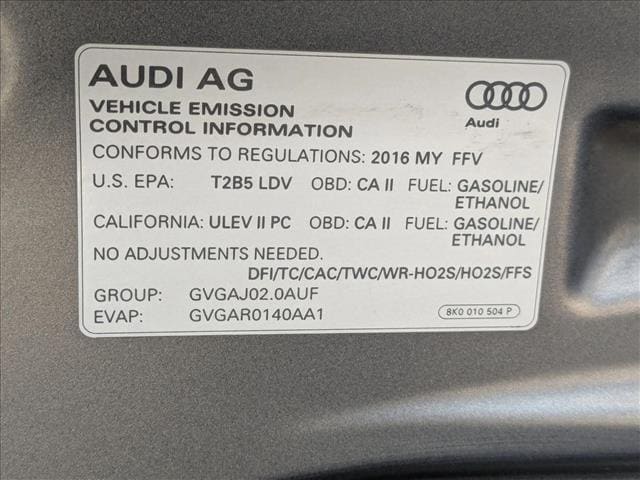 AUDI AG
Audi
VEHICLE EMISSION
CONTROL INFORMATION
CONFORMS TO REGULATIONS: 2016 MY FFV
U.S. EPA: T2B5 LDV OBD: CA II FUEL: GASOLINE/
ETHANOL
CALIFORNIA: ULEV II PC OBD: CA II FUEL: GASOLINE/
ETHANOL
NO ADJUSTMENTS NEEDED.
DFI/TC/CAC/TWC/WR-HO2S/HO2S/FFS
GROUP: GVGAJ02.0AUF
EVAP: GVGAR0140AA1
8K0 010 504 P